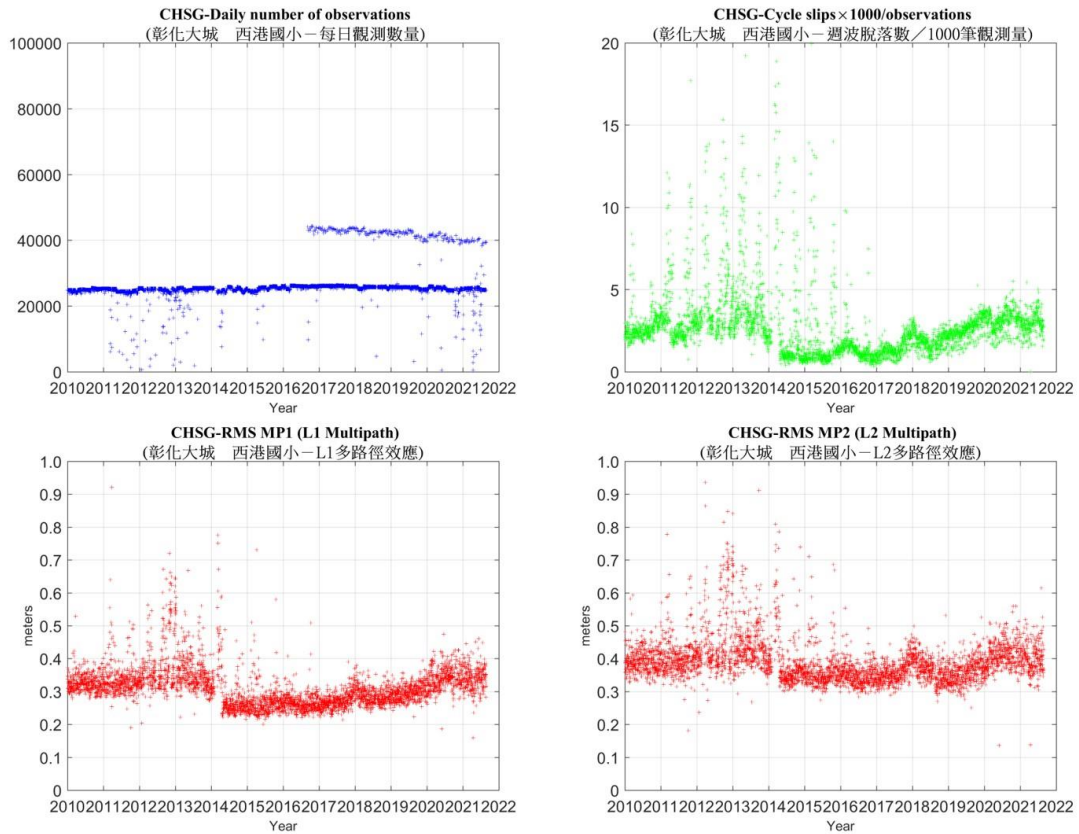 CHSG-Daily number of observations
(彰化大城　西港國小－每日觀測數量)
100000
80000
60000
40000
20000
0
2010 2011 2012 2013 2014 2015 2016 2017 2018 2019 2020 2021 2022
Year
CHSG-Cycle slips×1000/observations
(彰化大城　西港國小－週波脫落數／1000筆觀測量)
20
15
10
5
0
2010 2011 2012 2013 2014 2015 2016 2017 2018 2019 2020 2021 2022
Year
CHSG-RMS MP1 (L1 Multipath)
(彰化大城　西港國小－L1多路徑效應)
meters
1.0
0.9
0.8
0.7
0.6
0.5
0.4
0.3
0.2
0.1
0
2010 2011 2012 2013 2014 2015 2016 2017 2018 2019 2020 2021 2022
Year
CHSG-RMS MP2 (L2 Multipath)
(彰化大城　西港國小－L2多路徑效應)
meters
1.0
0.9
0.8
0.7
0.6
0.5
0.4
0.3
0.2
0.1
0
2010 2011 2012 2013 2014 2015 2016 2017 2018 2019 2020 2021 2022
Year